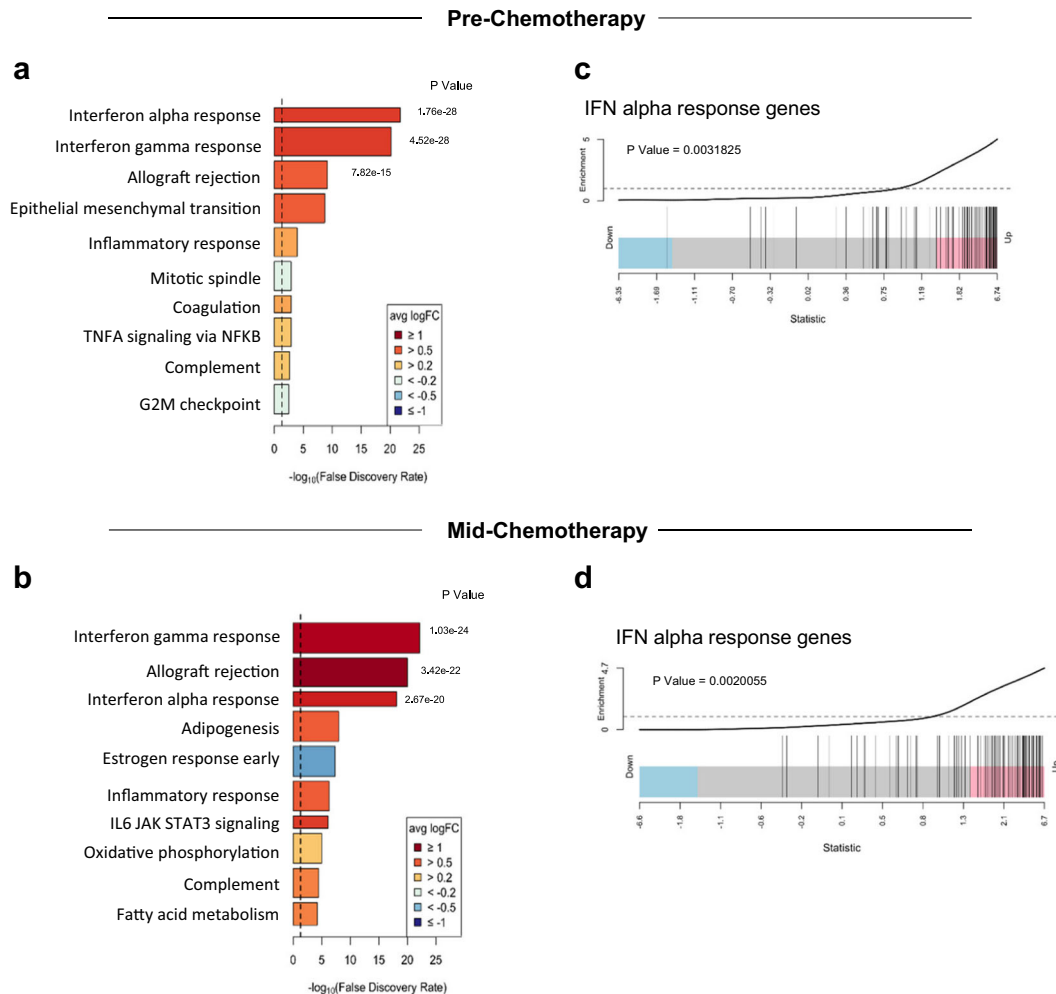 Pre-Chemotherapy
a
P Value
Interferon alpha response
1.76e-28
Interferon gamma response
4.52e-28
Allograft rejection
7.82e-15
Epithelial mesenchymal transition
Inflammatory response
Mitotic spindle
Coagulation
TNFA signaling via NFKB
Complement
G2M checkpoint
avg logFC
≥ 1
> 0.5
> 0.2
< -0.2
< -0.5
≤ -1
0 5 10 15 20 25
-log10(False Discovery Rate)
c
IFN alpha response genes
P Value = 0.0031825
Enrichment
5
0
Down
Up
-6.35 -1.69 -1.11 -0.70 -0.32 0.02 0.36 0.75 1.19 1.82 6.74
Statistic
Mid-Chemotherapy
b
P Value
Interferon gamma response
1.03e-24
Allograft rejection
3.42e-22
Interferon alpha response
2.67e-20
Adipogenesis
Estrogen response early
Inflammatory response
IL6 JAK STAT3 signaling
Oxidative phosphorylation
Complement
Fatty acid metabolism
avg logFC
≥ 1
> 0.5
> 0.2
< -0.2
< -0.5
≤ -1
0 5 10 15 20 25
-log10(False Discovery Rate)
d
IFN alpha response genes
P Value = 0.0020055
Enrichment
4.7
0
Down
Up
-6.6 -1.8 -1.1 -0.6 -0.2 0.1 0.5 0.8 1.3 2.1 6.7
Statistic